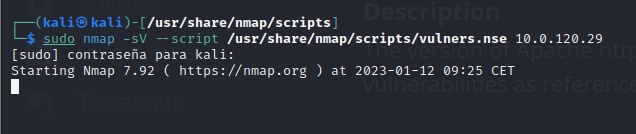 Policies
Description
┌──(kali㉿kali)-[/usr/share/nmap/scripts]
└─$ sudo nmap -sV --script /usr/share/nmap/scripts/vulners.nse 10.0.120.29
The version of Apache http
[sudo] contraseña para kali:
Starting Nmap 7.92 ( https://nmap.org ) at 2023-01-12 09:25 CET
vulnerabilities as reference
Terrascan